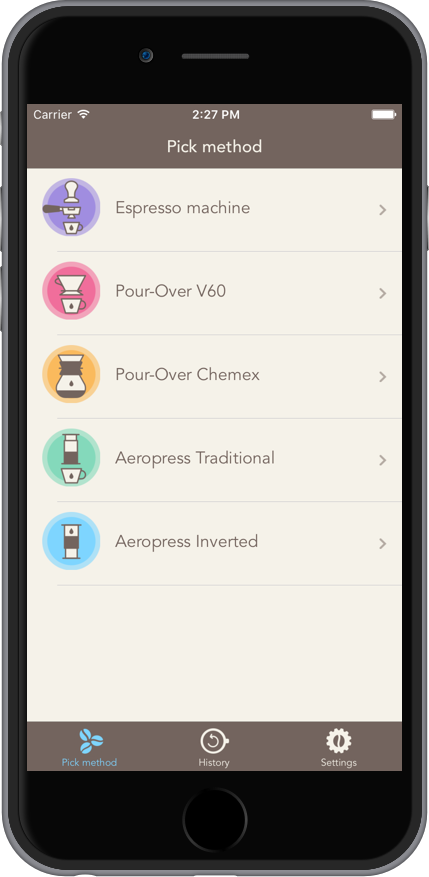 Carrier 2:27 PM
Pick method
Espresso machine
Pour-Over V60
Pour-Over Chemex
Aeropress Traditional
Aeropress Inverted
Pick method History Settings